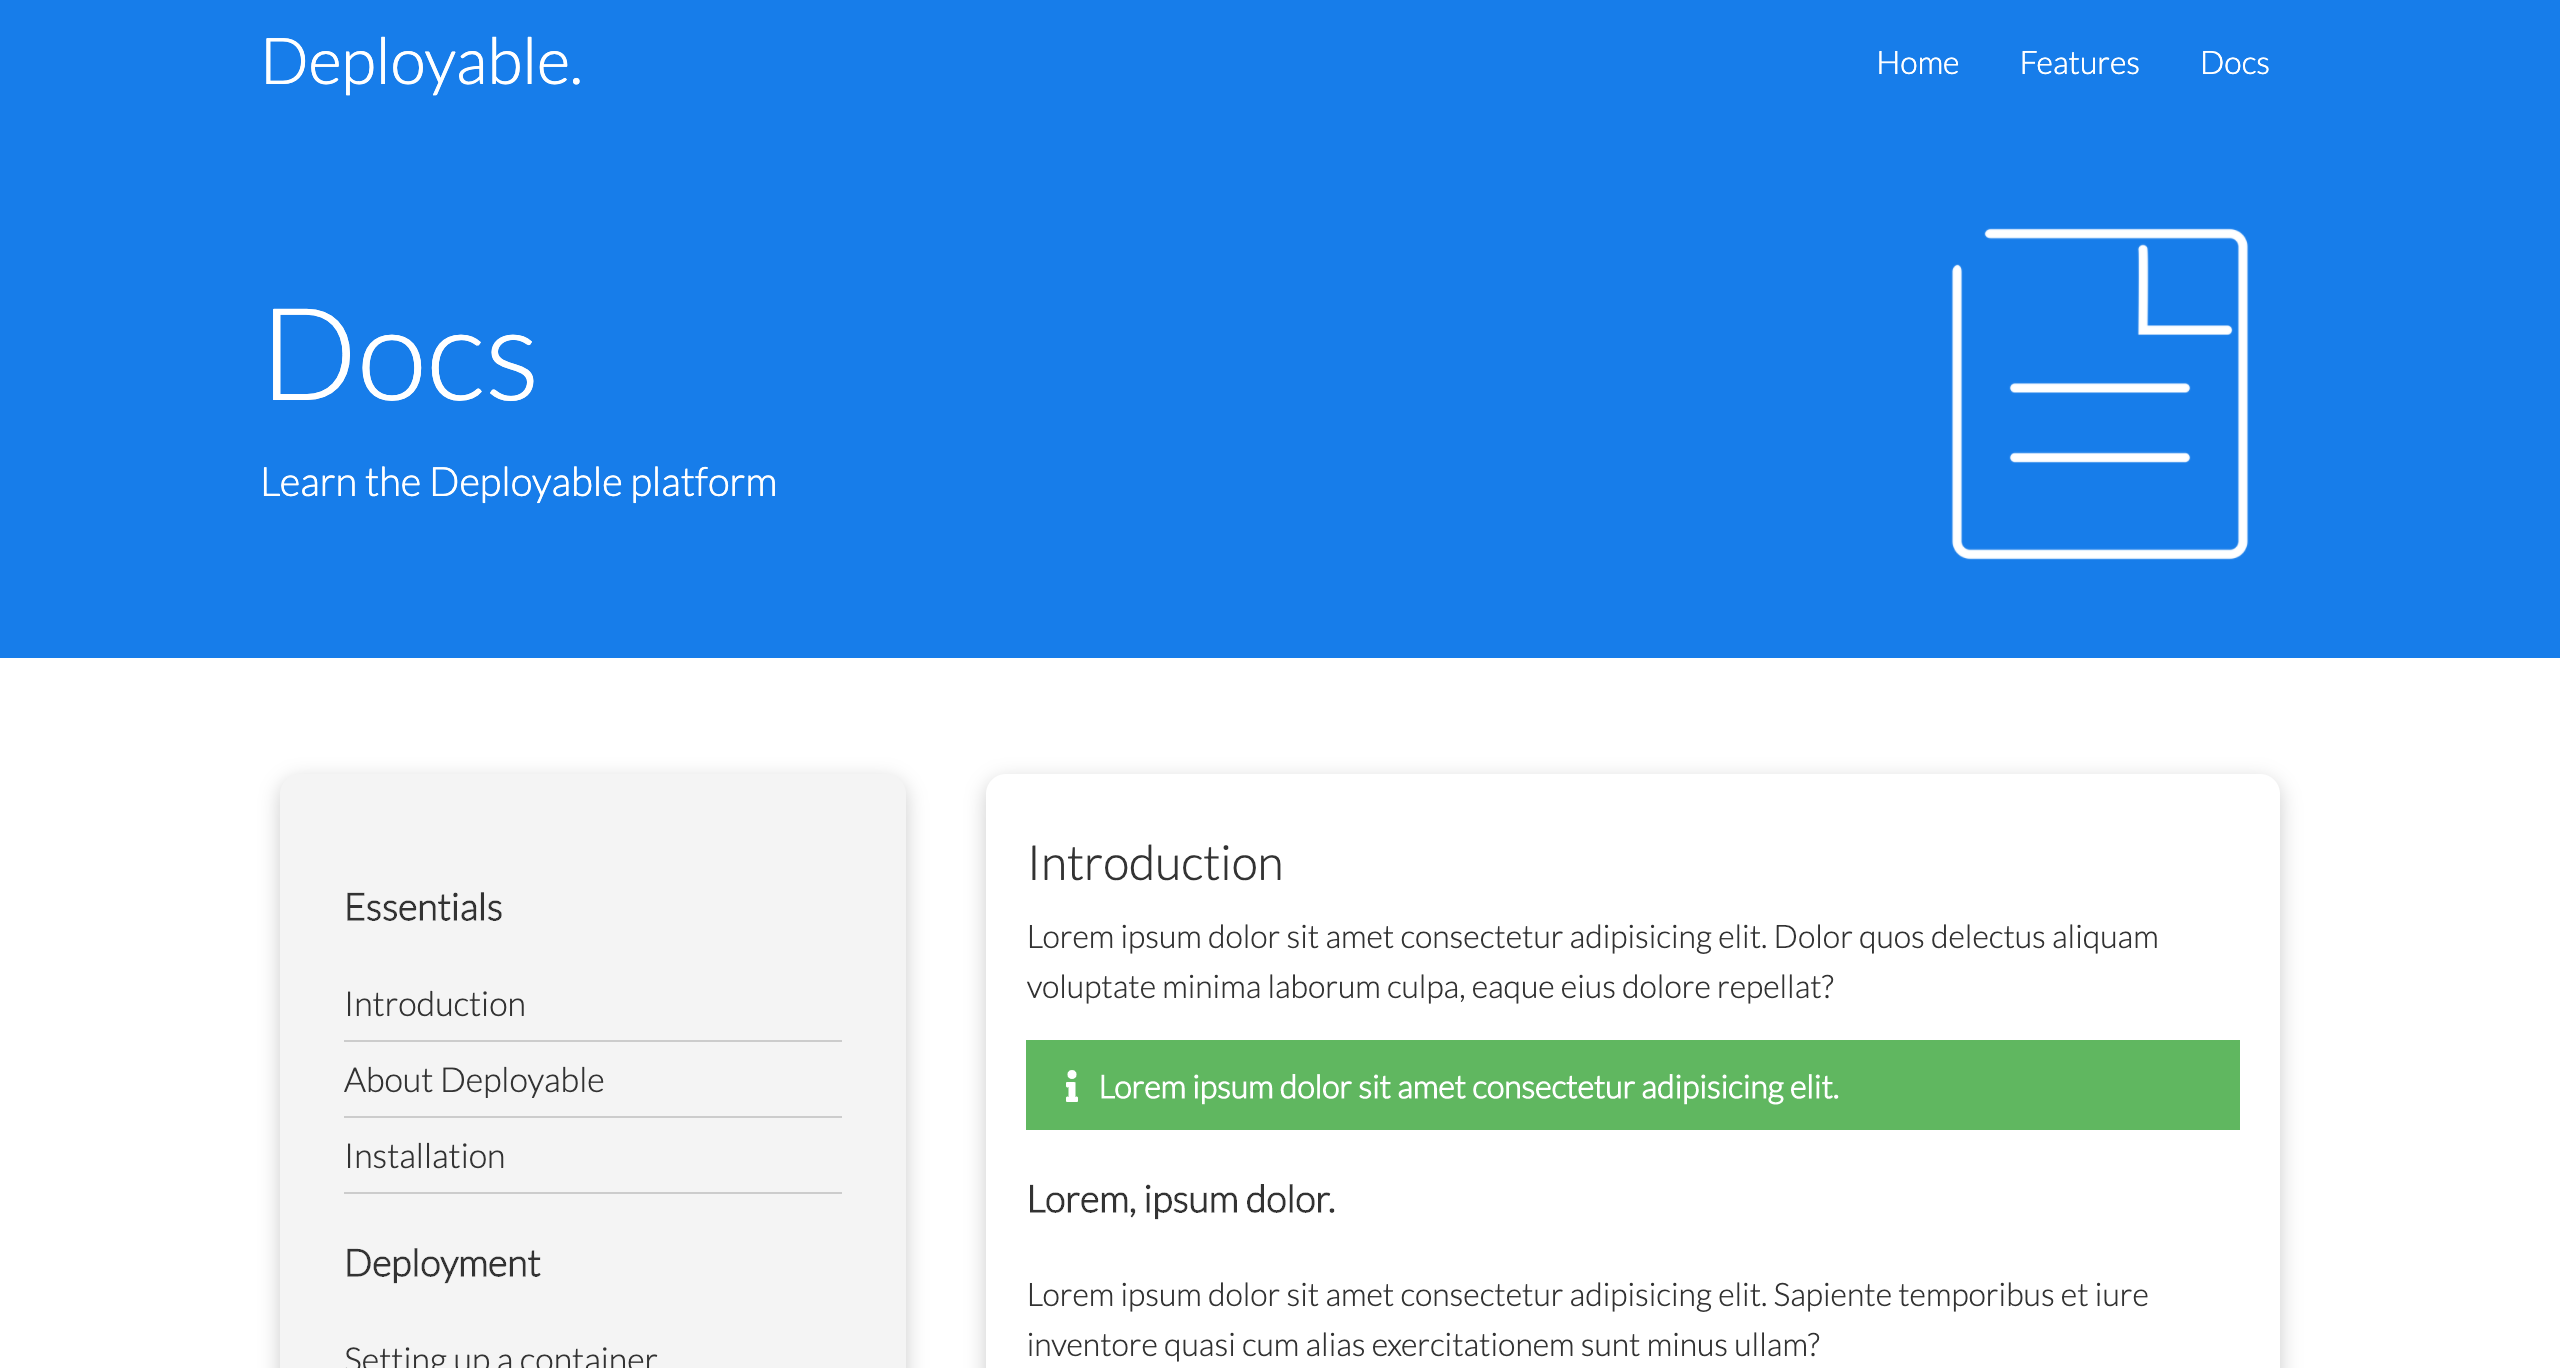 Deployable.
Home Features Docs
Docs
Learn the Deployable platform
Essentials
Introduction
About Deployable
Installation
Deployment
Setting up a container
Introduction
Lorem ipsum dolor sit amet consectetur adipisicing elit. Dolor quos delectus aliquam
voluptate minima laborum culpa, eaque eius dolore repellat?
Lorem ipsum dolor sit amet consectetur adipisicing elit.
Lorem, ipsum dolor.
Lorem ipsum dolor sit amet consectetur adipisicing elit. Sapiente temporibus et iure
inventore quasi cum alias exercitationem sunt minus ullam?